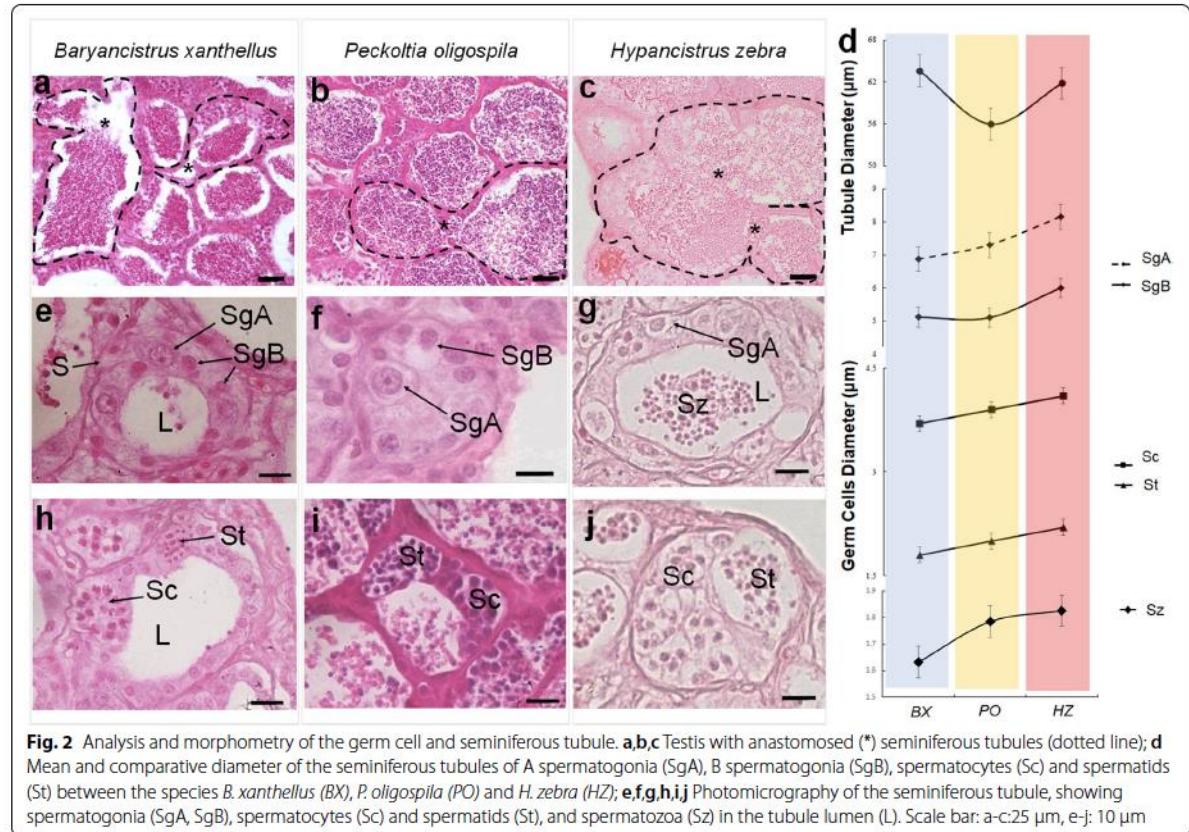 Baryancistrus xanthellus
Peckoltia oligospila
Hypancistrus zebra
a
*
*
b
*
c
*
*
d
Tubule Diameter (µm)
68
62
56
50
9
8
7
6
5
4
4.5
3
1.5
1.9
1.8
1.7
1.6
1.5
Germ Cells Diameter (µm)
BX
PO
HZ
SgA
SgB
Sc
St
Sz
e
SgA
SgB
S
L
f
SgB
SgA
g
SgA
Sz
L
h
St
Sc
L
i
St
Sc
j
Sc
St
Fig. 2 Analysis and morphometry of the germ cell and seminiferous tubule. a,b,c Testis with anastomosed (*) seminiferous tubules (dotted line); d
Mean and comparative diameter of the seminiferous tubules of A spermatogonia (SgA), B spermatogonia (SgB), spermatocytes (Sc) and spermatids
(St) between the species B. xanthellus (BX), P. oligospila (PO) and H. zebra (HZ); e,f,g,h,i,j Photomicrography of the seminiferous tubule, showing
spermatogonia (SgA, SgB), spermatocytes (Sc) and spermatids (St), and spermatozoa (Sz) in the tubule lumen (L). Scale bar: a-c:25 µm, e-j: 10 µm